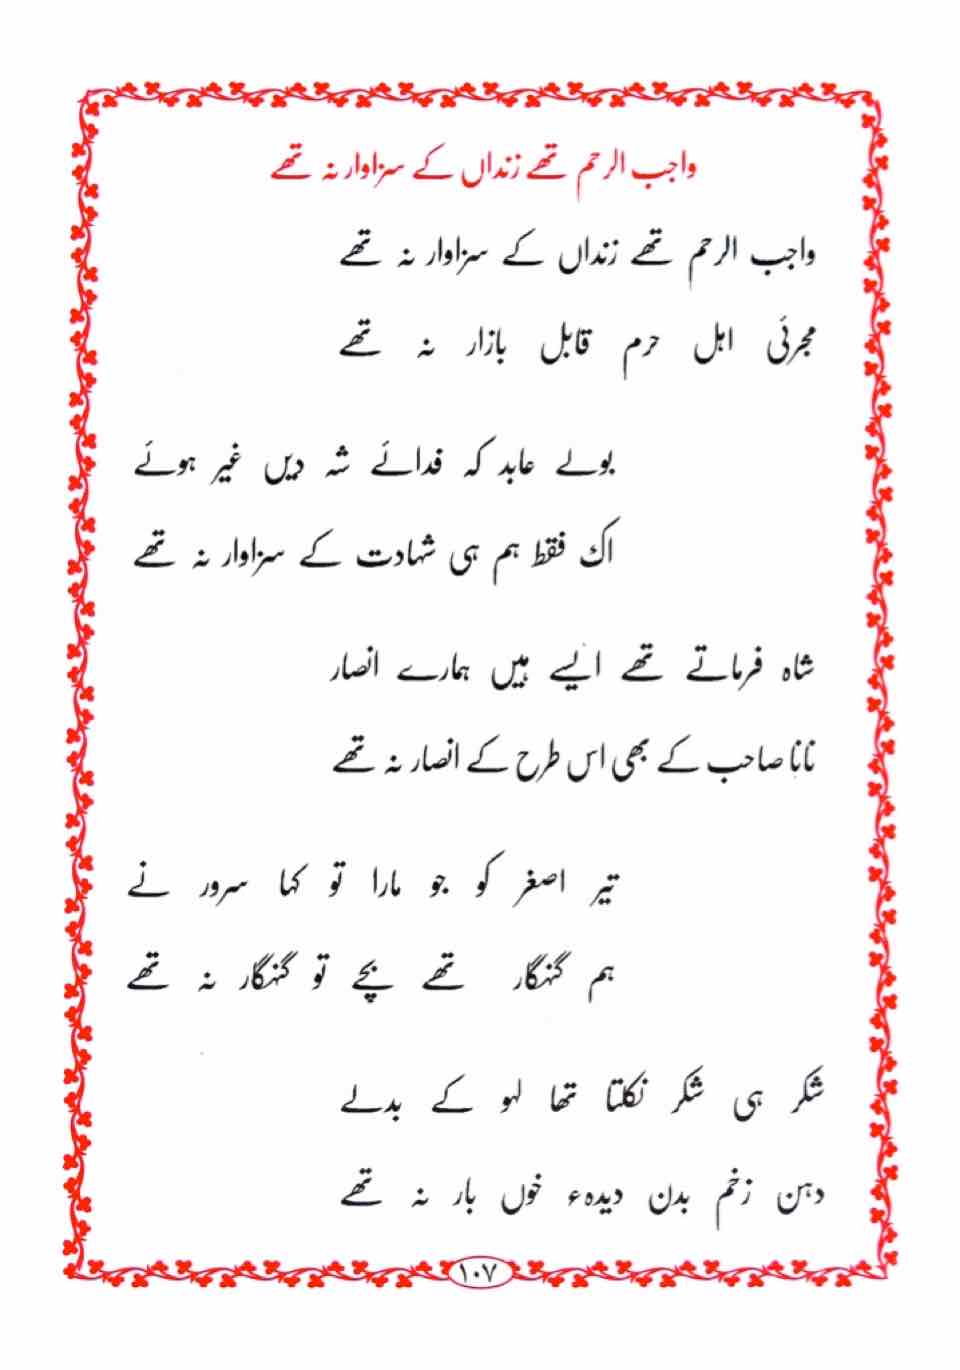 واجب الرحم تھے زنداں کے سزاوار نہ تھے
واجب الرحم تھے زنداں کے سزاوار نہ تھے
مجرئی اہل حرم قابل بازار نہ تھے
بولے عابد کہ فدائے شہ دیں غیر ہوئے
اک فقط ہم ہی شہادت کے سزاوار نہ تھے
شاہ فرماتے تھے ایسے ہیں ہمارے انصار
نانا صاحب کے بھی اس طرح کے انصار نہ تھے
تیر اصغر کو جو مارا تو کہا سرور نے
ہم گنہگار تھے بچے تو گنہگار نہ تھے
شکر ہی شکر نکلتا تھا لہو کے بدلے
دہن زخم بدن دیدہء خوں بار نہ تھے
۱۰۷